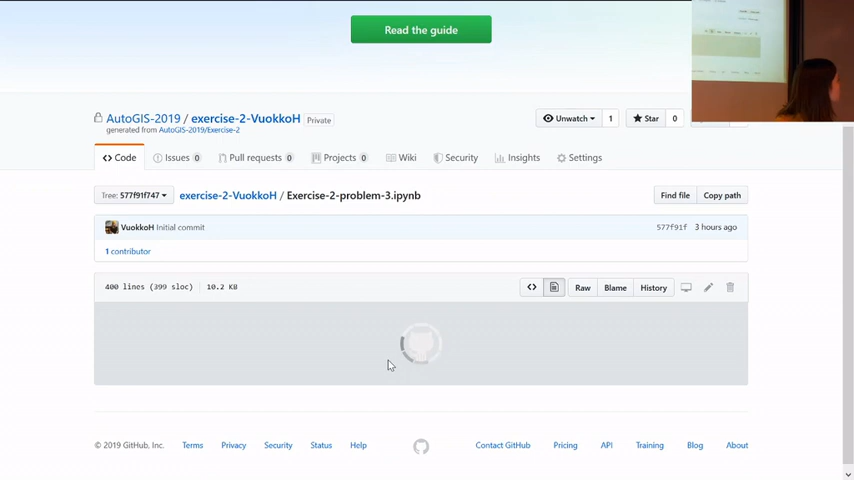 Read the guide
AutoGIS-2019 / exercise-2-VuokkoH Private
Unwatch 1 Star 0
generated from AutoGIS-2019/Exercise-2
Code Issues 0 Pull requests 0 Projects 0 Wiki Security Insights Settings
Tree: 577f91f747 exercise-2-VuokkoH / Exercise-2-problem-3.ipynb Find file Copy path
VuokkoH Initial commit 577f91f 3 hours ago
1 contributor
400 lines (399 sloc) 10.2 KB Raw Blame History
© 2019 GitHub, Inc. Terms Privacy Security Status Help Contact GitHub Pricing API Training Blog About